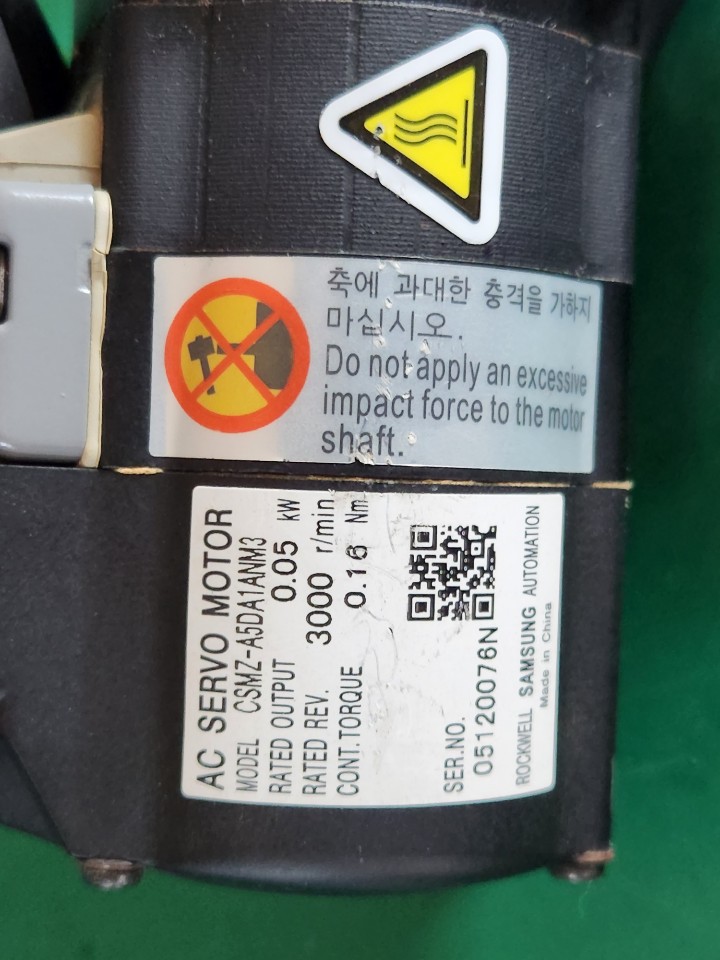 축에 과대한 충격을 가하지
마십시오.
Do not apply an excessive
impact force to the motor
shaft.
AC SERVO MOTOR
MODEL CSMZ-A5DA1ANM3
RATED OUTPUT 0.05 kW
RATED REV. 3000 r/min
CONT.TORQUE 0.16 Nm
SER.NO.
05120076N
ROCKWELL SAMSUNG AUTOMATION
Made in China